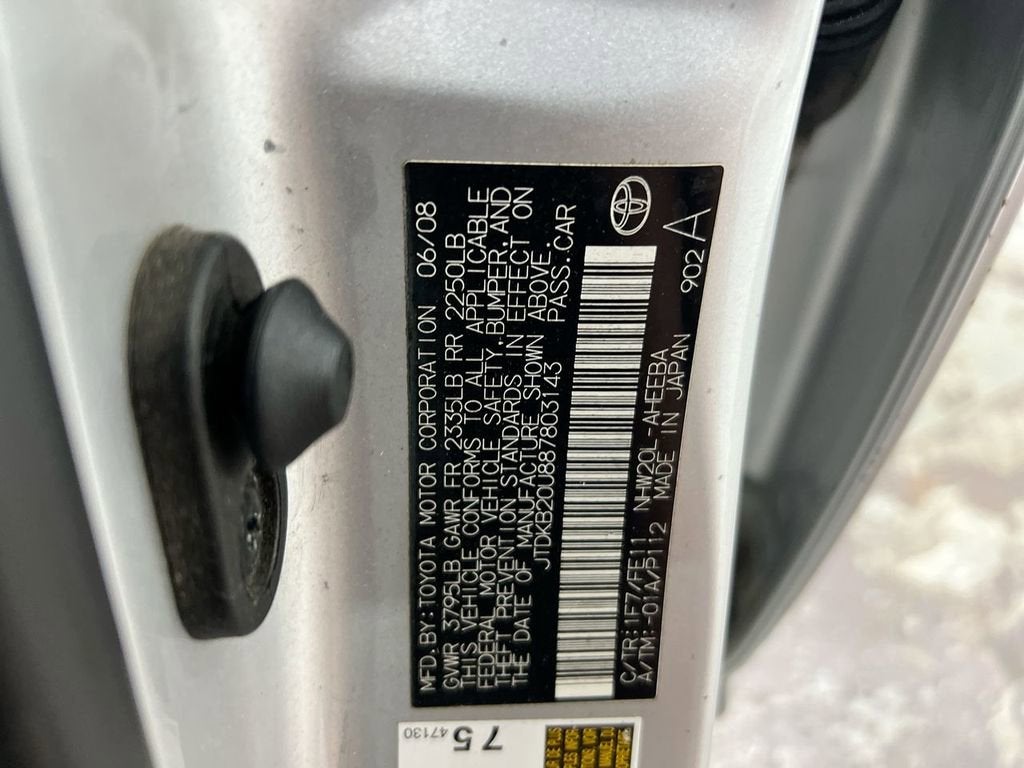 MFD.BY:TOYOTA MOTOR CORPORATION 06/08
GVWR 3795LB GAWR FR 2335LB RR 2250LB
THIS VEHICLE CONFORMS TO ALL APPLICABLE
FEDERAL MOTOR VEHICLE SAFETY,BUMPER,AND
THEFT PREVENTION STANDARDS IN EFFECT ON
THE DATE OF MANUFACTURE SHOWN ABOVE.
JTDKB20U887803143 PASS.CAR
C/TR:1F7/FE11 NHW20L-AHEEBA
A/TM:-01A/P112 MADE IN JAPAN
902 A
75
47130